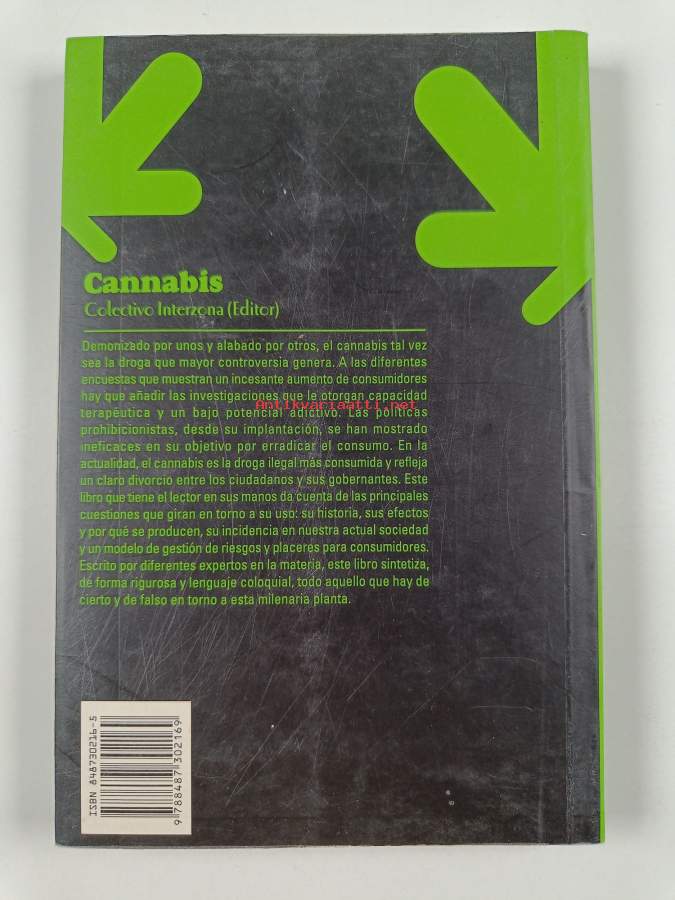 Cannabis
Colectivo Interzona (Editor)
Demonizado por unos y alabado por otros, el cannabis tal vez
sea la droga que mayor controversia genera. A las diferentes
encuestas que muestran un incesante aumento de consumidores
hay que añadir las investigaciones que le otorgan capacidad
terapéutica y un bajo potencial adictivo. Las políticas
Antikvariaatti.net
prohibicionistas, desde su implantación, se han mostrado
ineficaces en su objetivo por erradicar el consumo. En la
actualidad, el cannabis es la droga ilegal más consumida y refleja
un claro divorcio entre los ciudadanos y sus gobernantes. Este
libro que tiene el lector en sus manos da cuenta de las principales
cuestiones que giran en torno a su uso: su historia, sus efectos
y por qué se producen, su incidencia en nuestra actual sociedad
y un modelo de gestión de riesgos y placeres para consumidores.
Escrito por diferentes expertos en la materia, este libro sintetiza,
de forma rigurosa y lenguaje coloquial, todo aquello que hay de
cierto y de falso en torno a esta milenaria planta.
ISBN 848730216-5
9 788487 302169